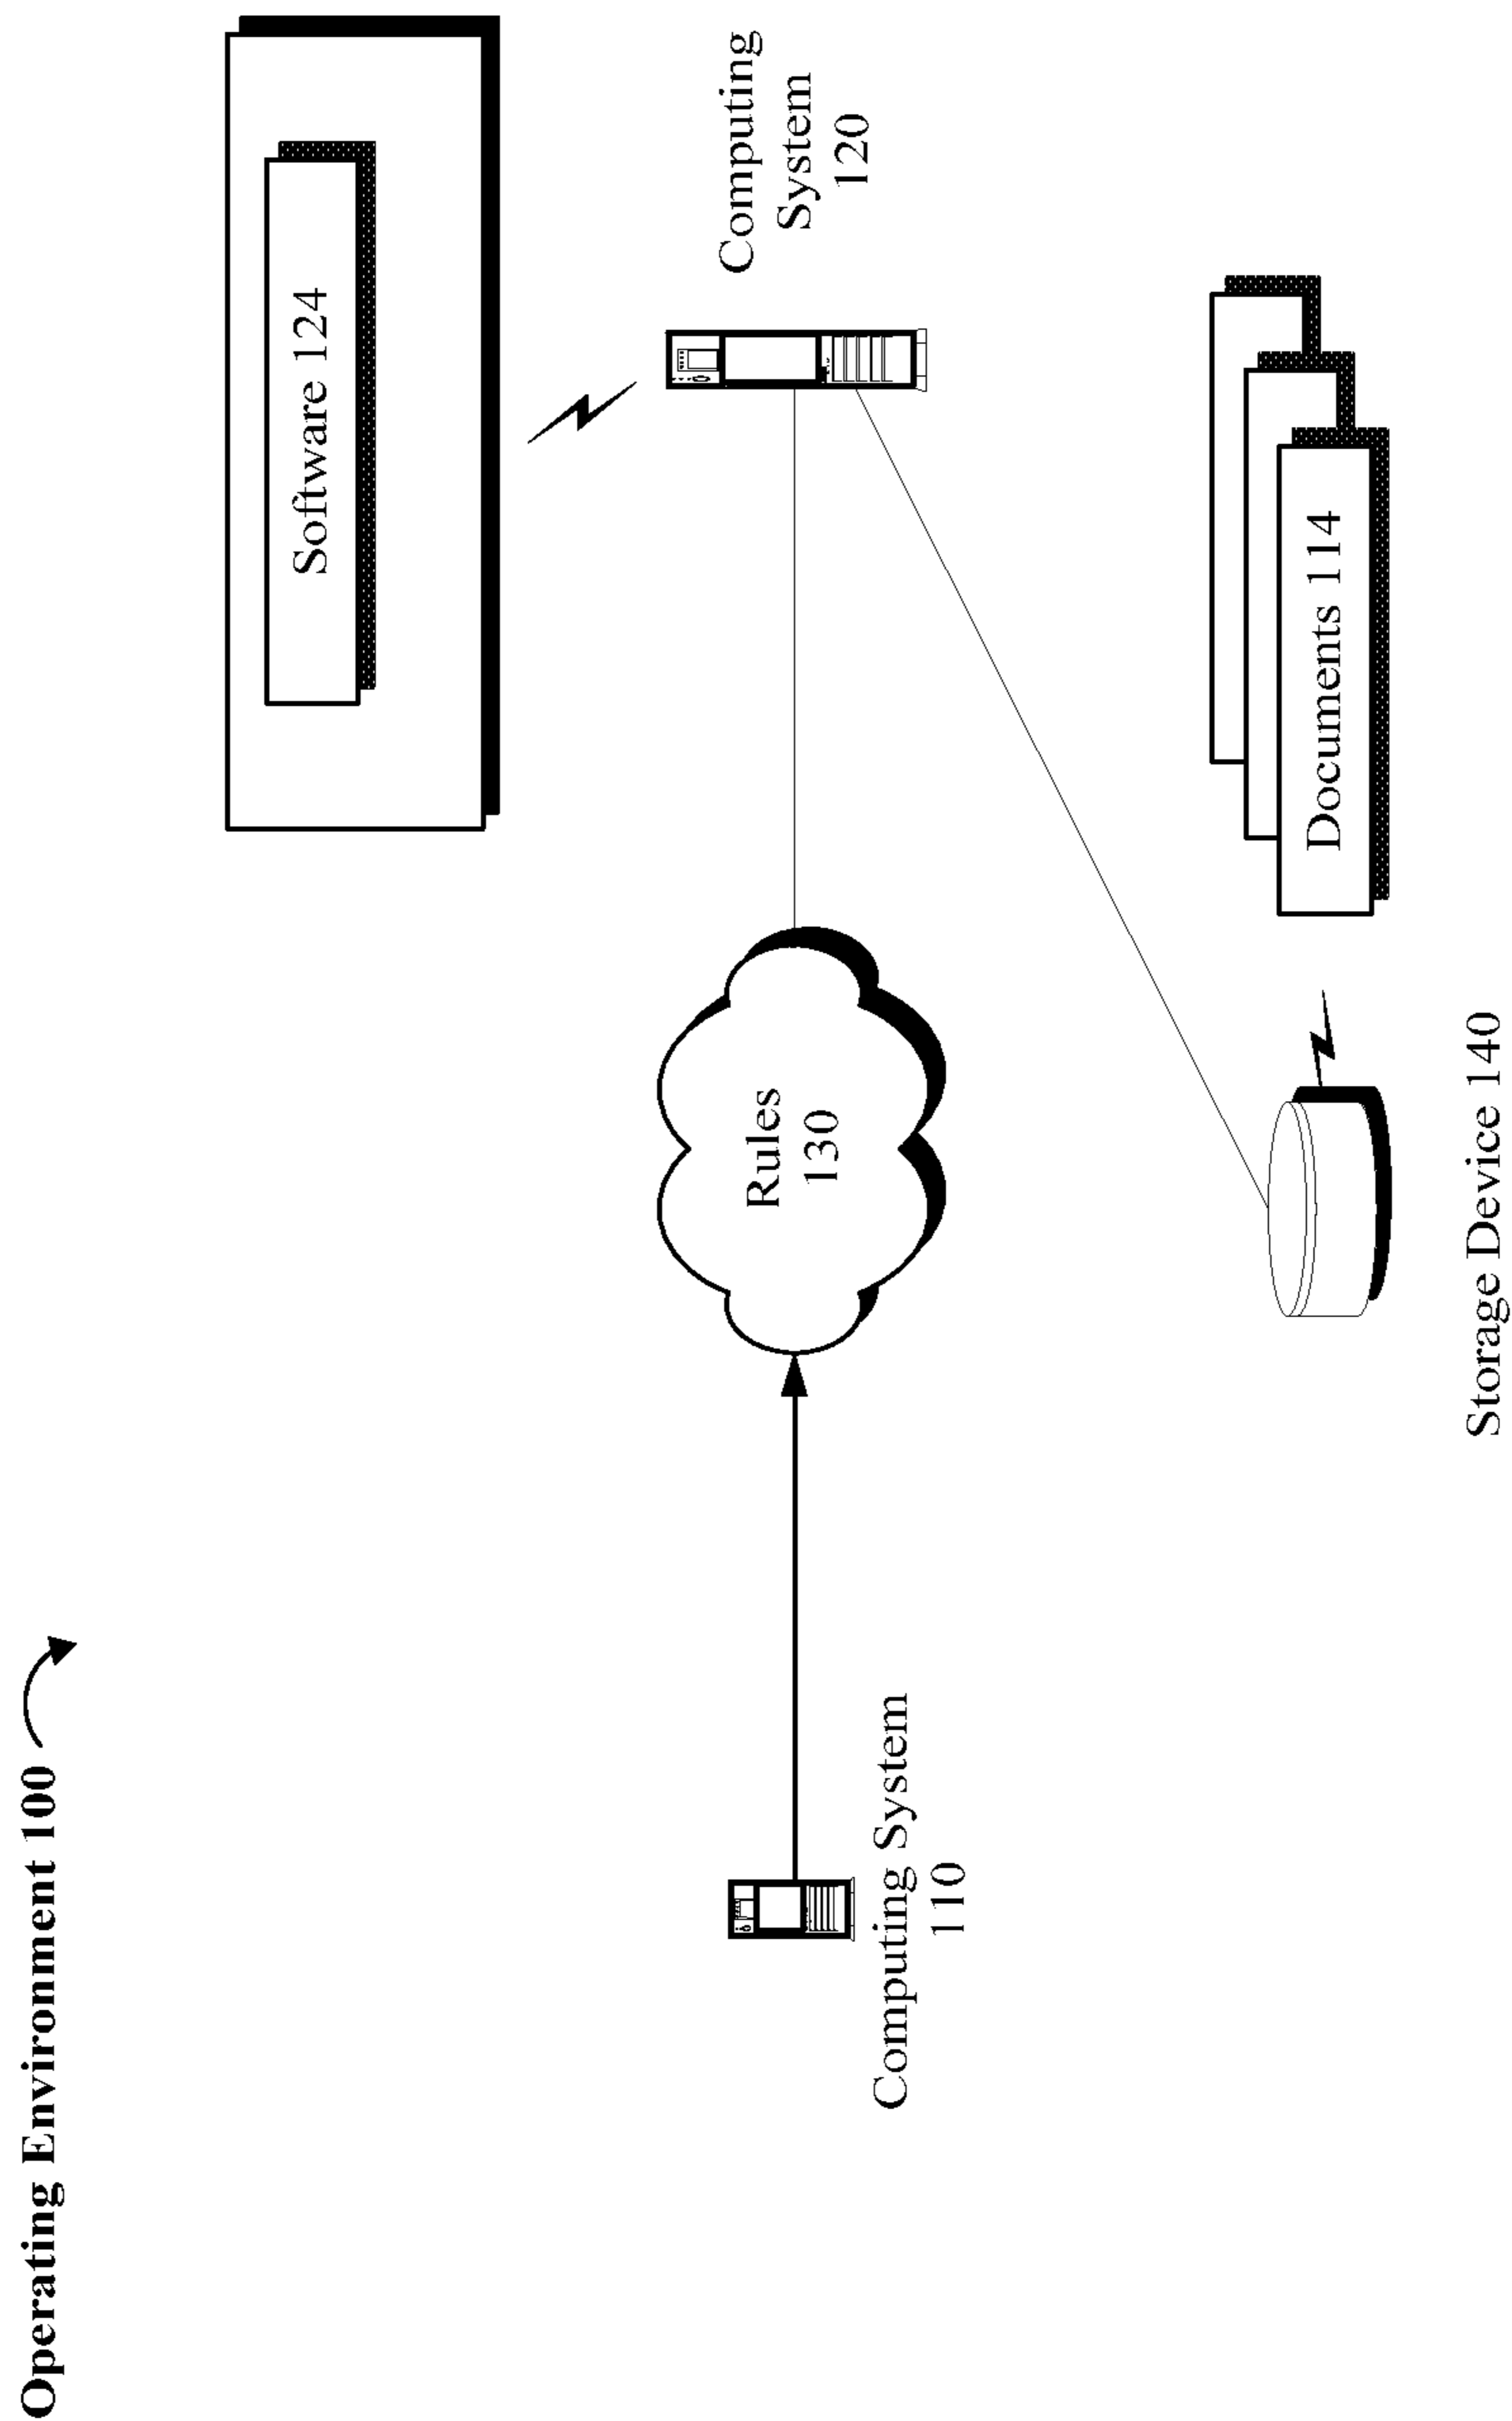 Operating Environment 100
Software 124
Computing
System
120
Rules
130
Computing System
110
Documents 114
Storage Device 140